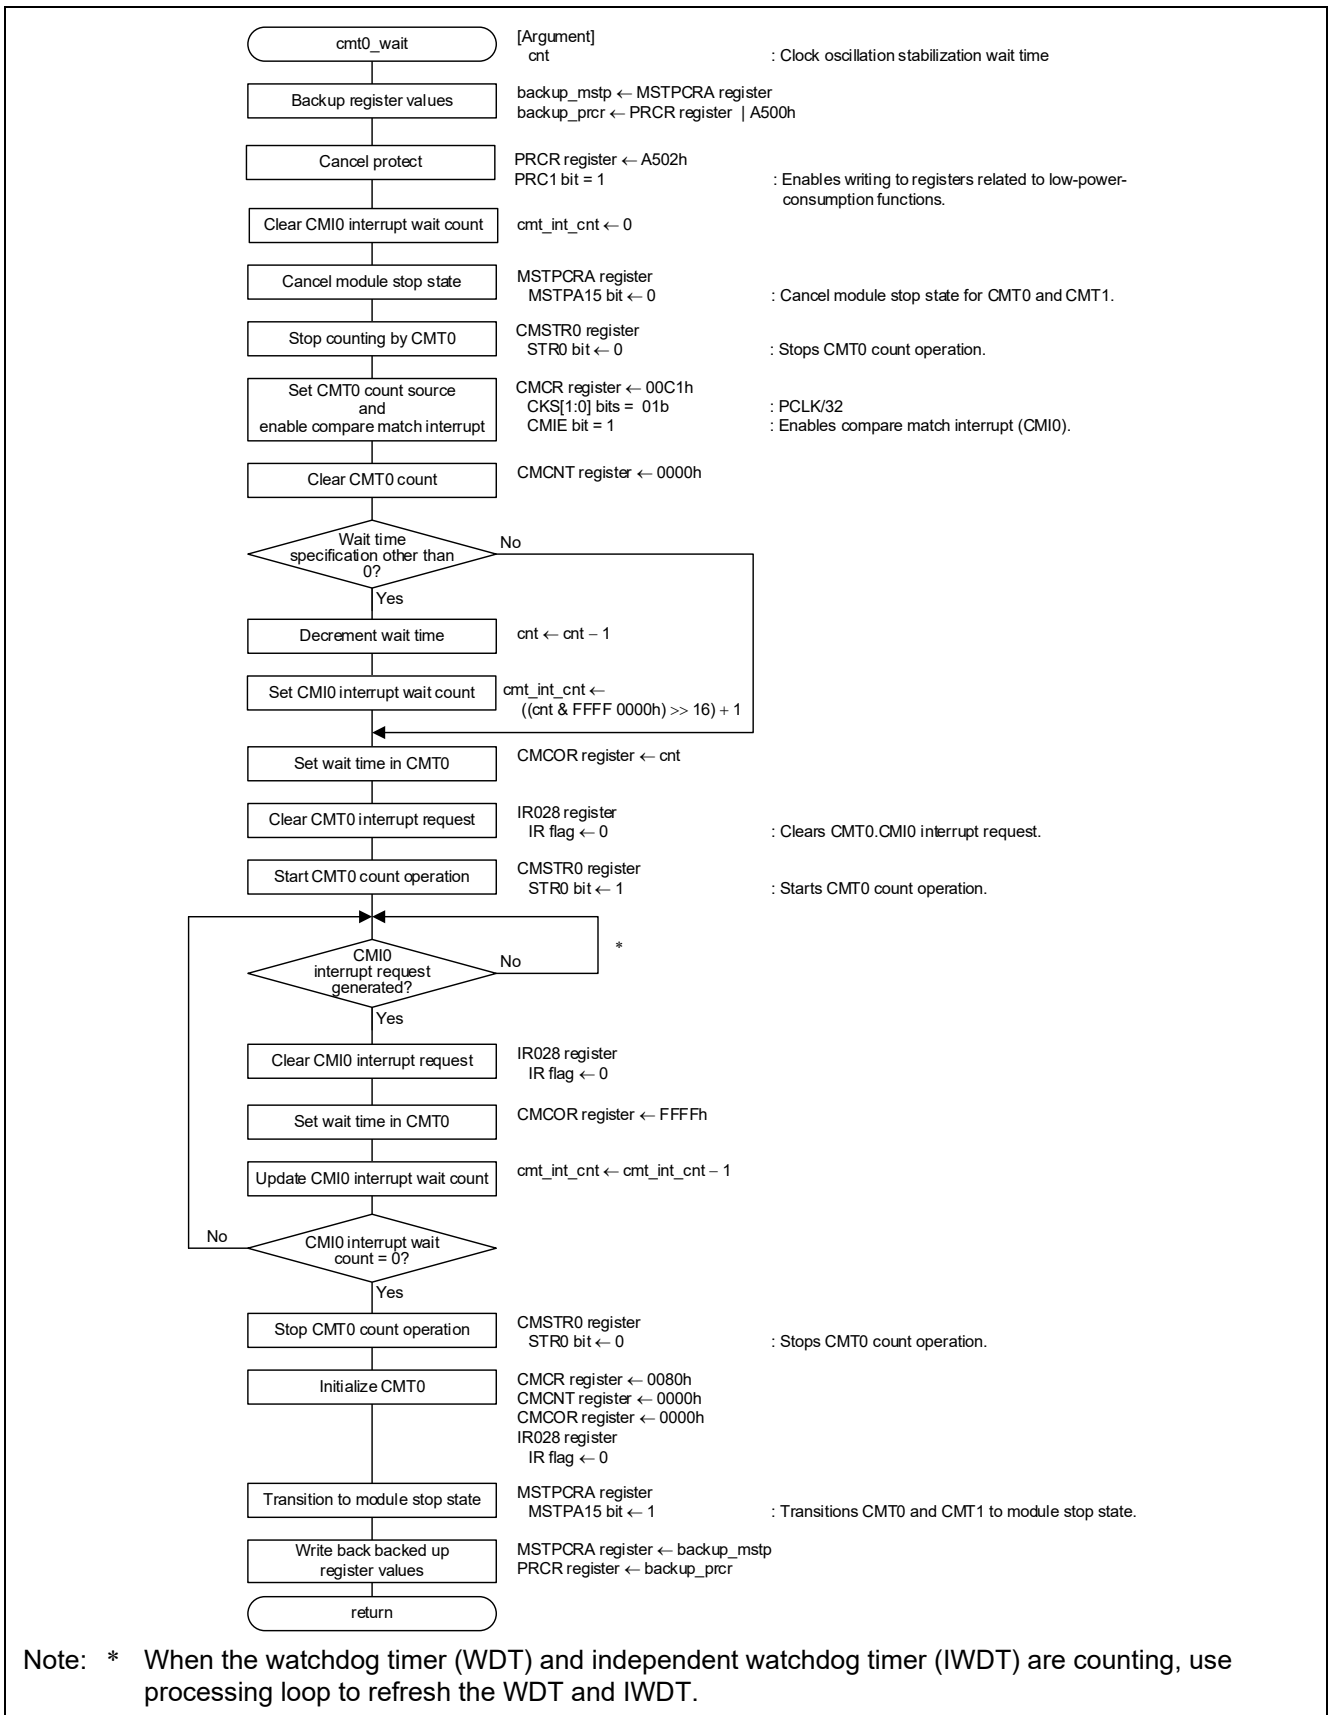 cmt0_wait
[Argument]
cnt : Clock oscillation stabilization wait time
Backup register values
backup_mstp ← MSTPCRA register
backup_prcr ← PRCR register | A500h
Cancel protect
PRCR register ← A502h
PRC1 bit = 1 : Enables writing to registers related to low-power-
consumption functions.
Clear CMI0 interrupt wait count
cmt_int_cnt ← 0
Cancel module stop state
MSTPCRA register
MSTPA15 bit ← 0 : Cancel module stop state for CMT0 and CMT1.
Stop counting by CMT0
CMSTR0 register
STR0 bit ← 0 : Stops CMT0 count operation.
Set CMT0 count source
and
enable compare match interrupt
CMCR register ← 00C1h
CKS[1:0] bits = 01b : PCLK/32
CMIE bit = 1 : Enables compare match interrupt (CMI0).
Clear CMT0 count
CMCNT register ← 0000h
Wait time
specification other than
0?
No
Yes
Decrement wait time
cnt ← cnt − 1
Set CMI0 interrupt wait count
cmt_int_cnt ←
((cnt & FFFF 0000h) >> 16) + 1
Set wait time in CMT0
CMCOR register ← cnt
Clear CMT0 interrupt request
IR028 register
IR flag ← 0 : Clears CMT0.CMI0 interrupt request.
Start CMT0 count operation
CMSTR0 register
STR0 bit ← 1 : Starts CMT0 count operation.
CMI0
interrupt request
generated?
No
*
Yes
Clear CMI0 interrupt request
IR028 register
IR flag ← 0
Set wait time in CMT0
CMCOR register ← FFFFh
Update CMI0 interrupt wait count
cmt_int_cnt ← cmt_int_cnt − 1
No
CMI0 interrupt wait
count = 0?
Yes
Stop CMT0 count operation
CMSTR0 register
STR0 bit ← 0 : Stops CMT0 count operation.
Initialize CMT0
CMCR register ← 0080h
CMCNT register ← 0000h
CMCOR register ← 0000h
IR028 register
IR flag ← 0
Transition to module stop state
MSTPCRA register
MSTPA15 bit ← 1 : Transitions CMT0 and CMT1 to module stop state.
Write back backed up
register values
MSTPCRA register ← backup_mstp
PRCR register ← backup_prcr
return
Note: * When the watchdog timer (WDT) and independent watchdog timer (IWDT) are counting, use
processing loop to refresh the WDT and IWDT.